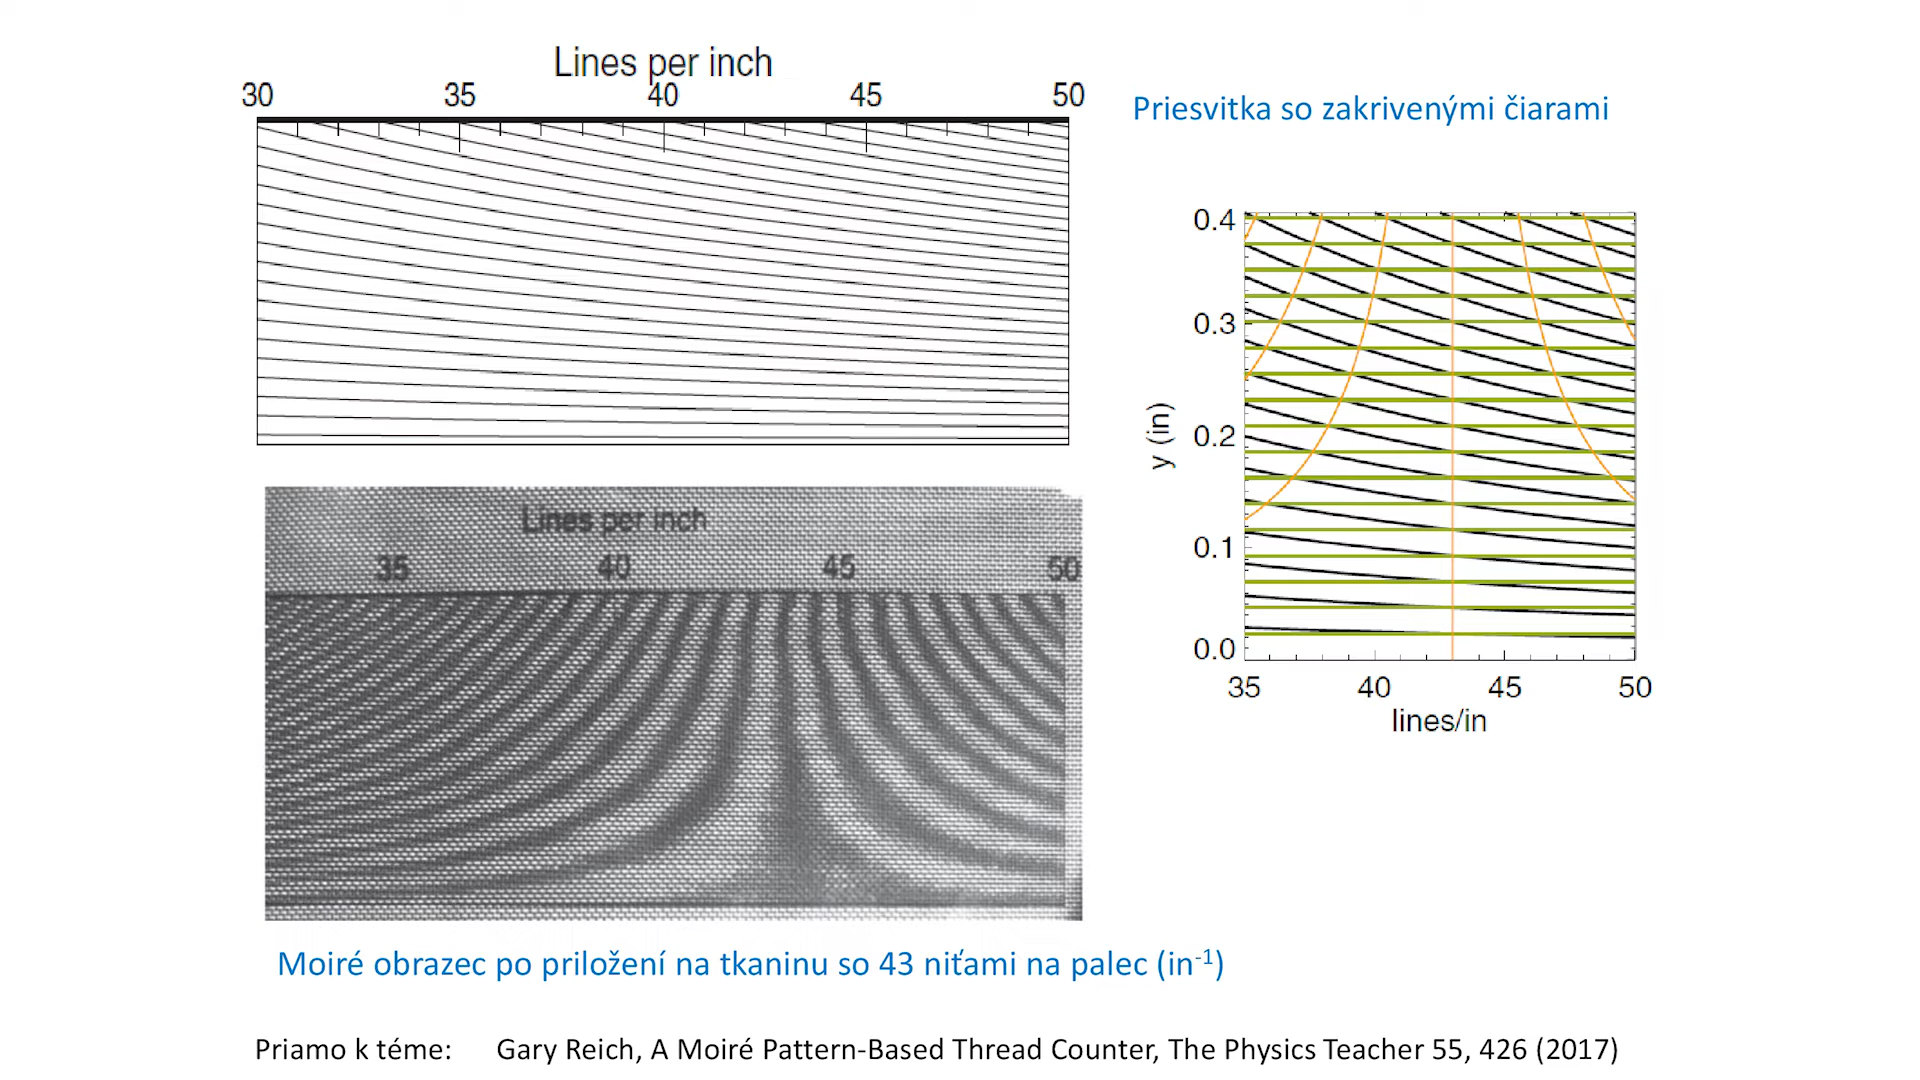 Lines per inch
30 35 40 45 50
Priesvitka so zakrivenými čiarami
0.4
0.3
0.2
0.1
0.0
y (in)
35 40 45 50
lines/in
Lines per inch
35 40 45 50
Moiré obrazec po priložení na tkaninu so 43 niťami na palec (in⁻¹)
Priamo k téme: Gary Reich, A Moiré Pattern-Based Thread Counter, The Physics Teacher 55, 426 (2017)